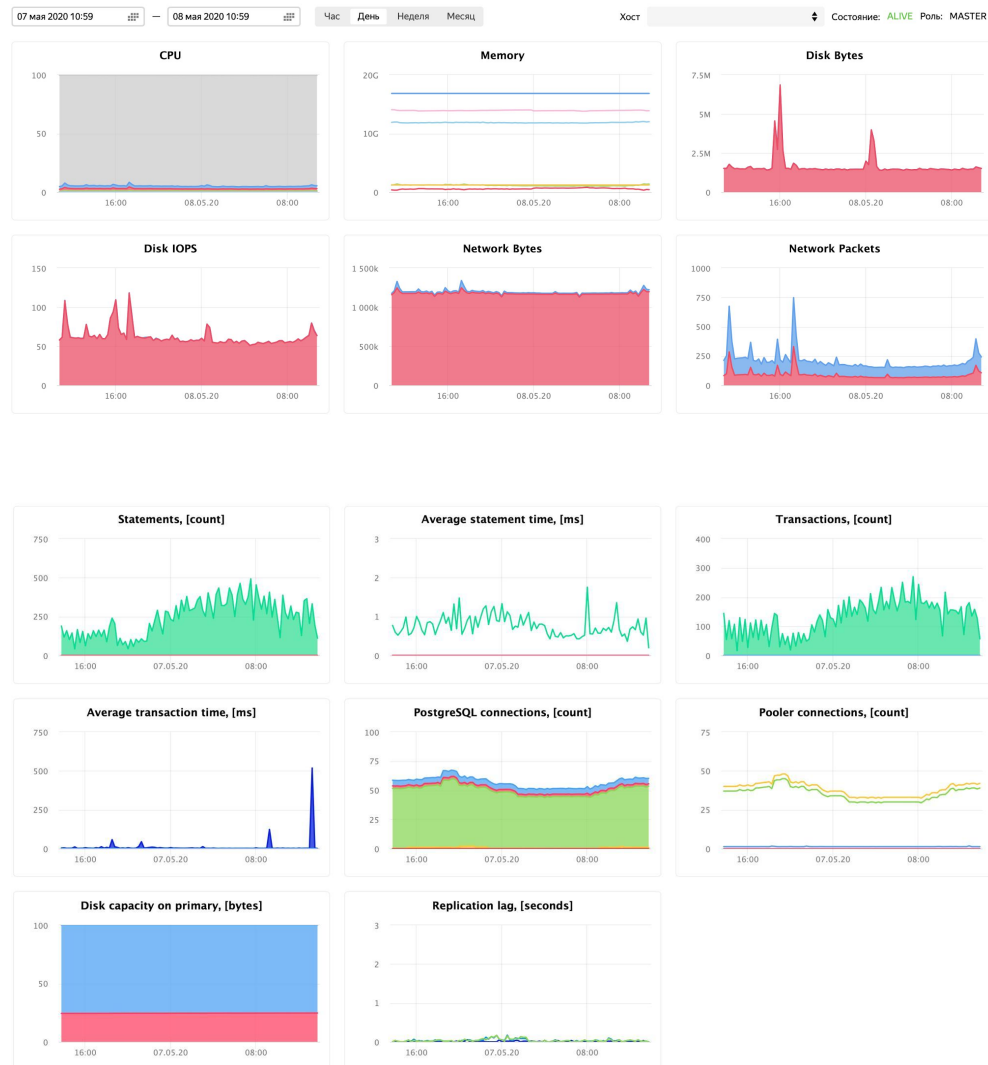 07 мая 2020 10:59 — 08 мая 2020 10:59 Час День Неделя Месяц Хост Состояние: ALIVE Роль: MASTER
CPU
100
50
0
16:00 08.05.20 08:00
Memory
20G
10G
0
16:00 08.05.20 08:00
Disk Bytes
7.5M
5M
2.5M
0
16:00 08.05.20 08:00
Disk IOPS
150
100
50
0
16:00 08.05.20 08:00
Network Bytes
1 500k
1 000k
500k
0
16:00 08.05.20 08:00
Network Packets
1000
750
500
250
0
16:00 08.05.20 08:00
Statements, [count]
750
500
250
0
16:00 07.05.20 08:00
Average statement time, [ms]
3
2
1
0
16:00 07.05.20 08:00
Transactions, [count]
400
300
200
100
0
16:00 07.05.20 08:00
Average transaction time, [ms]
750
500
250
0
16:00 07.05.20 08:00
PostgreSQL connections, [count]
100
75
50
25
0
16:00 07.05.20 08:00
Pooler connections, [count]
75
50
25
0
16:00 07.05.20 08:00
Disk capacity on primary, [bytes]
100
50
0
16:00 07.05.20 08:00
Replication lag, [seconds]
3
2
1
0
16:00 07.05.20 08:00